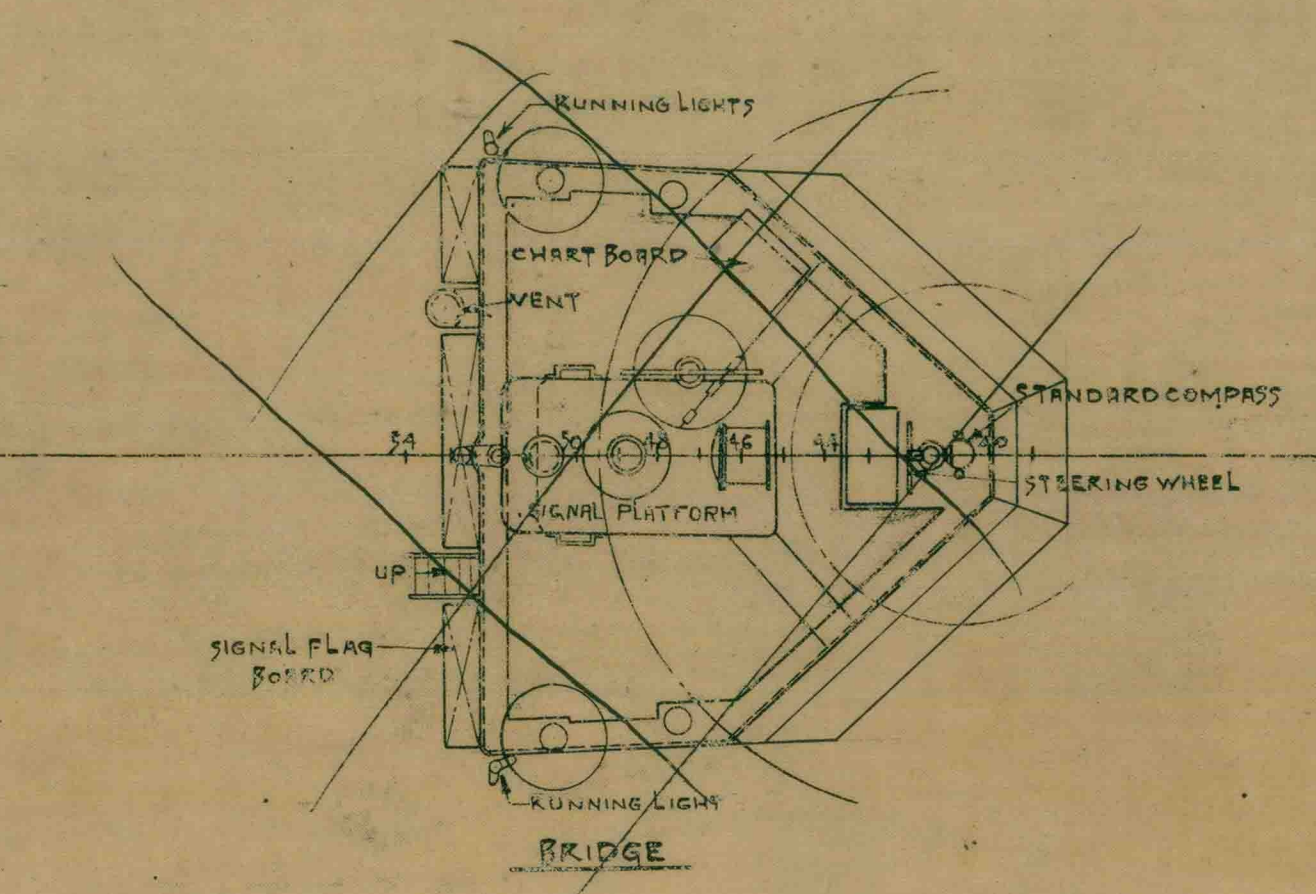 RUNNING LIGHTS
CHART BOARD
VENT
STANDARD COMPASS
54
50
48
46
44
40
STEERING WHEEL
SIGNAL PLATFORM
UP
SIGNAL FLAG
BOARD
RUNNING LIGHT
BRIDGE